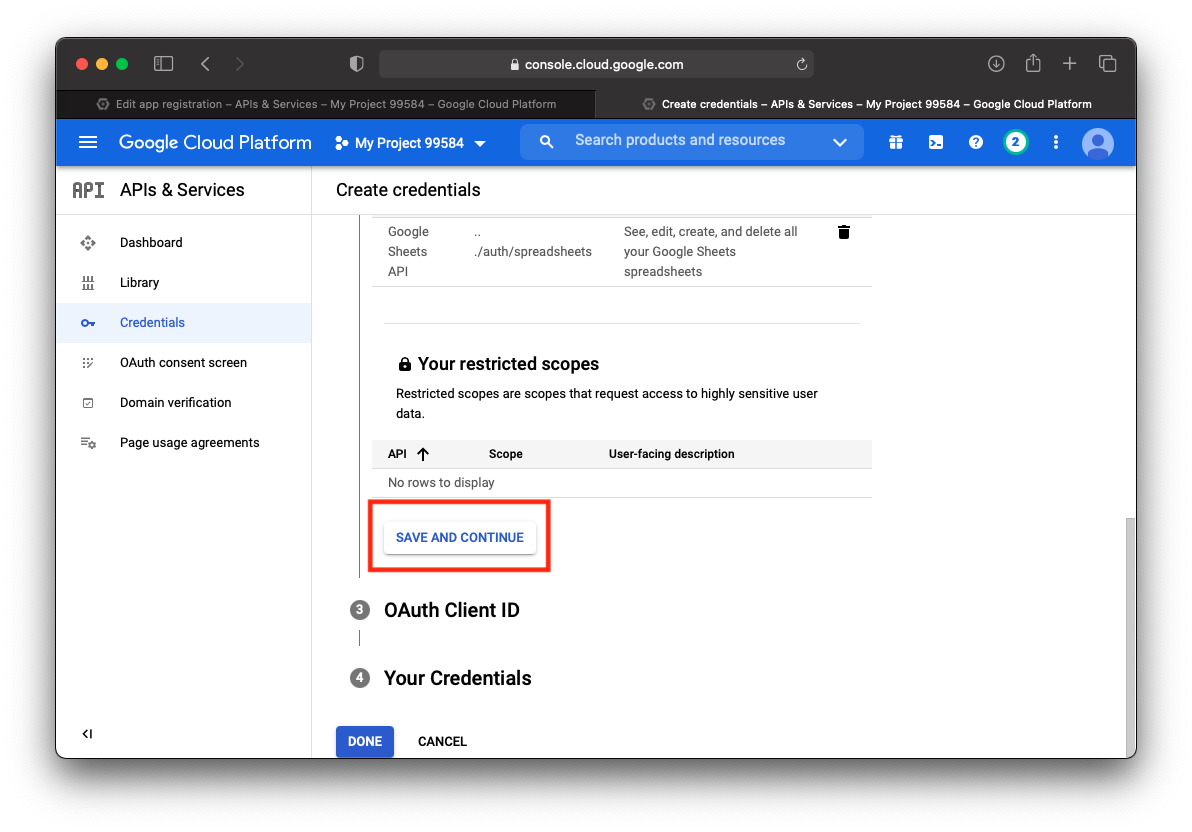 console.cloud.google.com
Edit app registration – APIs & Services – My Project 99584 – Google Cloud Platform
Create credentials – APIs & Services – My Project 99584 – Google Cloud Platform
Google Cloud Platform
My Project 99584
Search products and resources
2
API APIs & Services
Create credentials
Dashboard
Library
Credentials
OAuth consent screen
Domain verification
Page usage agreements
Google Sheets API
..
./auth/spreadsheets
See, edit, create, and delete all
your Google Sheets
spreadsheets
Your restricted scopes
Restricted scopes are scopes that request access to highly sensitive user
data.
API Scope User-facing description
No rows to display
SAVE AND CONTINUE
3 OAuth Client ID
4 Your Credentials
DONE CANCEL